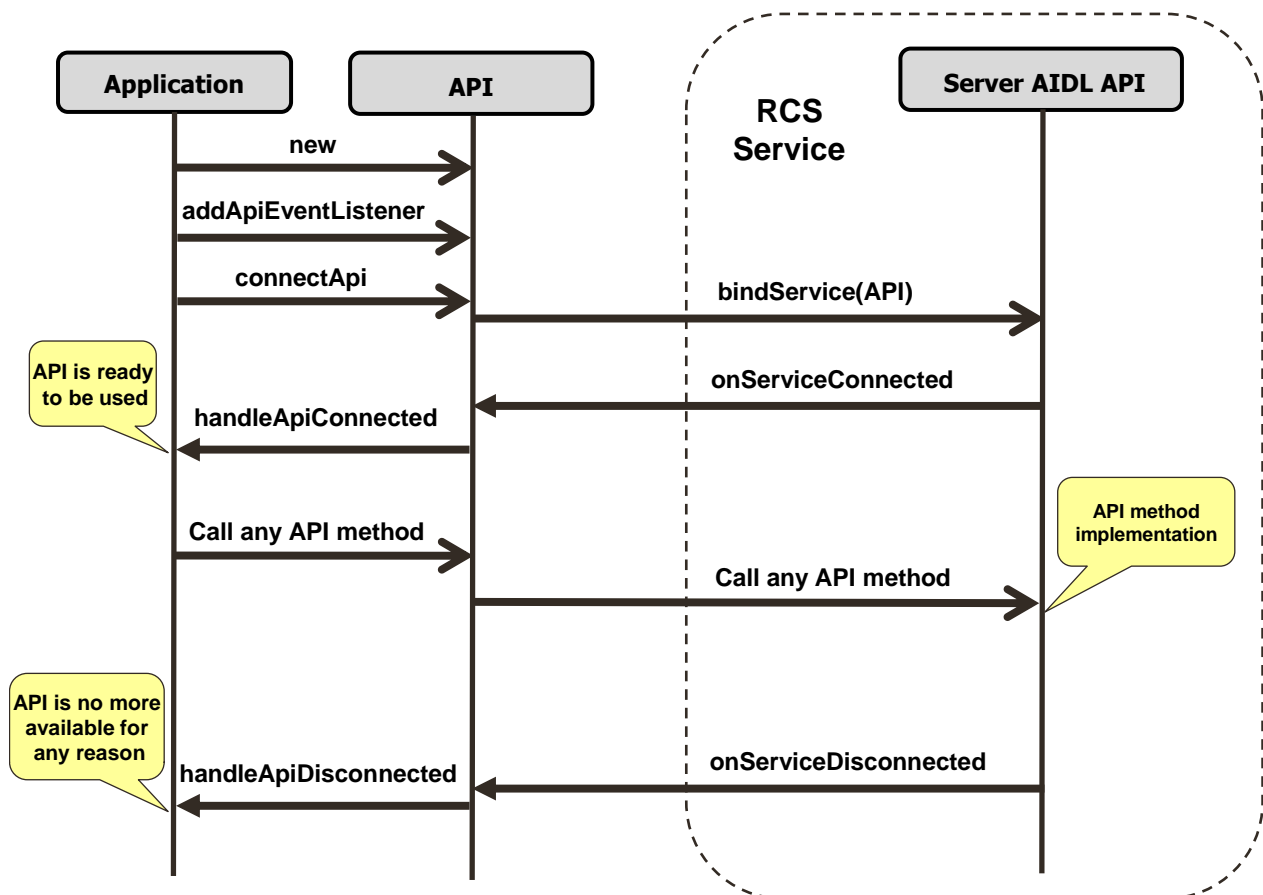 Application
API
Server AIDL API
RCS
Service
new
addApiEventListener
connectApi
bindService(API)
API is ready
to be used
onServiceConnected
handleApiConnected
Call any API method
API method
implementation
Call any API method
API is no more
available for
any reason
onServiceDisconnected
handleApiDisconnected